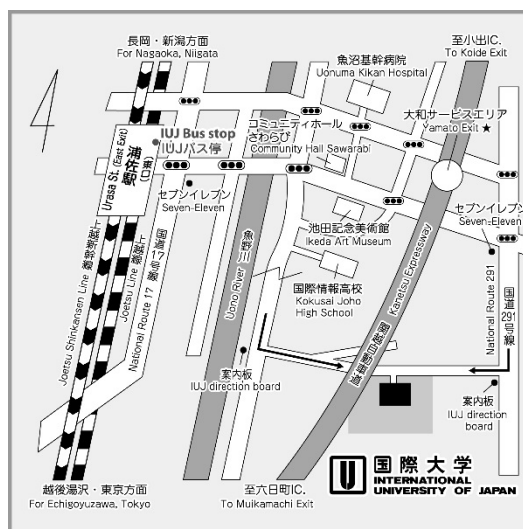 長岡・新潟方面
For Nagaoka, Niigata
至小出IC.
To Koide Exit
魚沼基幹病院
Uonuma Kikan Hospital
大和サービスエリア
Yamato Exit ★
コミュニティホール
さわらび
Community Hall Sawarabi
IUJ Bus stop
IUJバス停
浦佐駅
(東口)
Urasa St. (East Exit)
セブンイレブン
Seven-Eleven
セブンイレブン
Seven-Eleven
池田記念美術館
Ikeda Art Museum
国際情報高校
Kokusai Joho
High School
上越新幹線
Joetsu Shinkansen Line
上越線
Joetsu Line
国道17号線
National Route 17
魚野川
Uono River
関越自動車道
Kanetsu Expressway
National Route 291
国道291号線
案内板
IUJ direction board
案内板
IUJ direction
board
越後湯沢・東京方面
For Echigoyuzawa, Tokyo
至六日町IC.
To Muikamachi Exit
国際大学
INTERNATIONAL
UNIVERSITY OF JAPAN